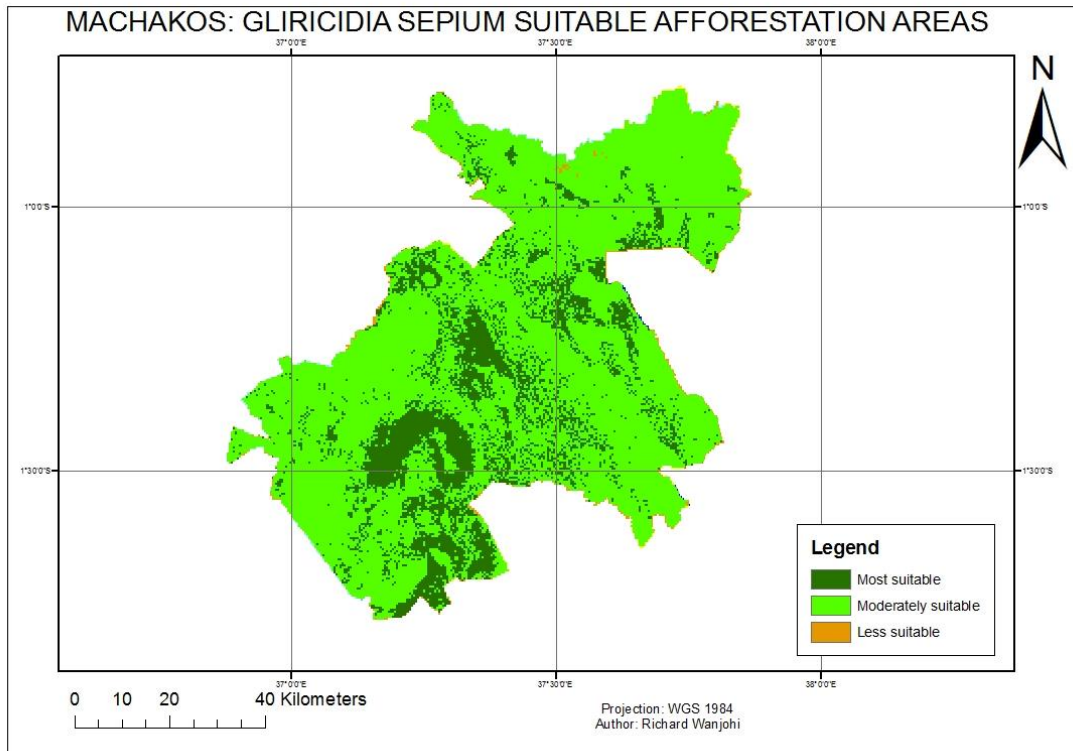 MACHAKOS: GLIRICIDIA SEPIUM SUITABLE AFFORESTATION AREAS
37°0'0"E 37°30'0"E 38°0'0"E
N
1°0'0"S 1°0'0"S
1°30'0"S 1°30'0"S
Legend
Most suitable
Moderately suitable
Less suitable
37°0'0"E 37°30'0"E 38°0'0"E
0 10 20 40 Kilometers
Projection: WGS 1984
Author: Richard Wanjohi